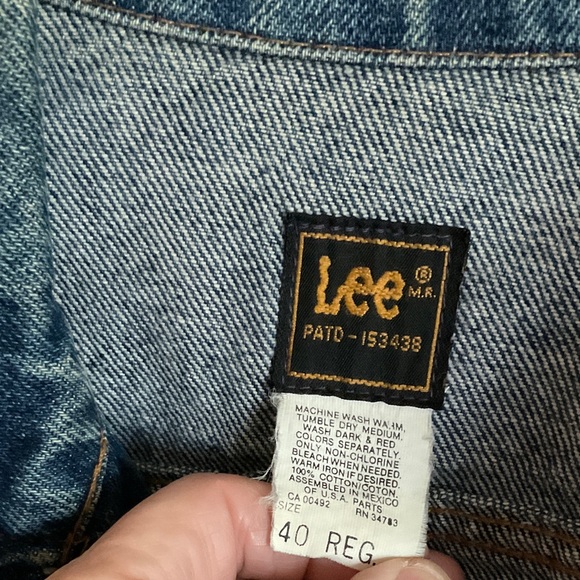 Lee ® M.R.
PATD - 153438
MACHINE WASH WARM.
TUMBLE DRY MEDIUM.
WASH DARK & RED
COLORS SEPARATELY.
ONLY NON-CHLORINE
BLEACH WHEN NEEDED
WARM IRON IF DESIRED.
100% COTTON/COTON.
ASSEMBLED IN MEXICO
OF U.S.A. PARTS
CA 00492 RN 34783
SIZE
40 REG.